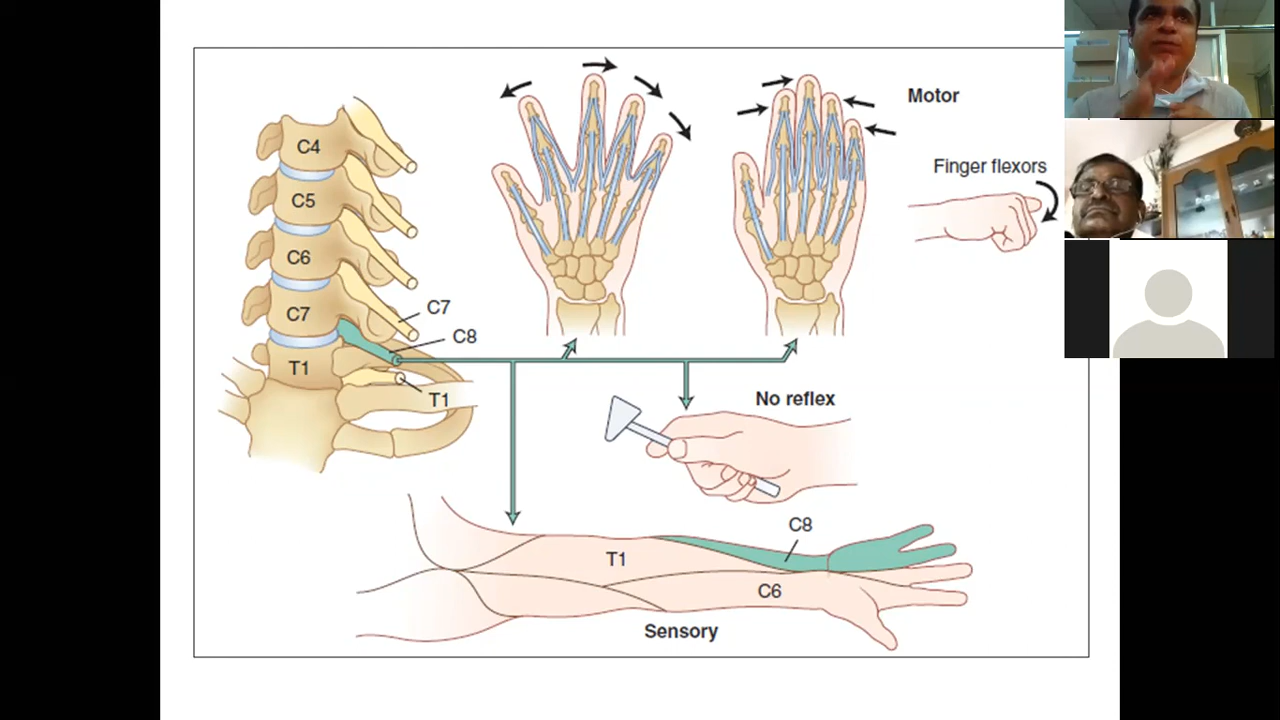 Motor
C4
Finger flexors
C5
C6
C7
C7
C8
T1
T1
No reflex
C8
T1
C6
Sensory